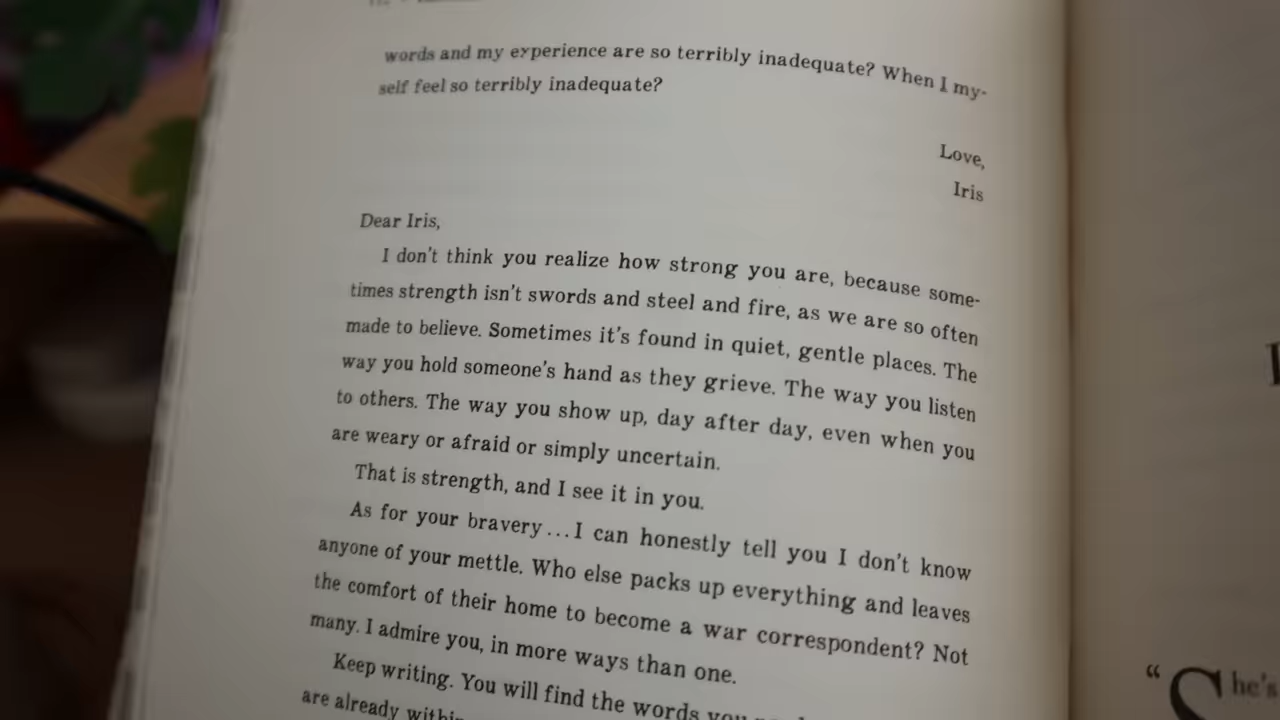 words and my experience are so terribly inadequate? When I my-
self feel so terribly inadequate?
Love,
Iris
Dear Iris,
I don't think you realize how strong you are, because some-
times strength isn't swords and steel and fire, as we are so often
made to believe. Sometimes it's found in quiet, gentle places. The
way you hold someone's hand as they grieve. The way you listen
to others. The way you show up, day after day, even when you
are weary or afraid or simply uncertain.
That is strength, and I see it in you.
As for your bravery...I can honestly tell you I don't know
anyone of your mettle. Who else packs up everything and leaves
the comfort of their home to become a war correspondent? Not
many. I admire you, in more ways than one.
Keep writing. You will find the words you
are already within
“She's